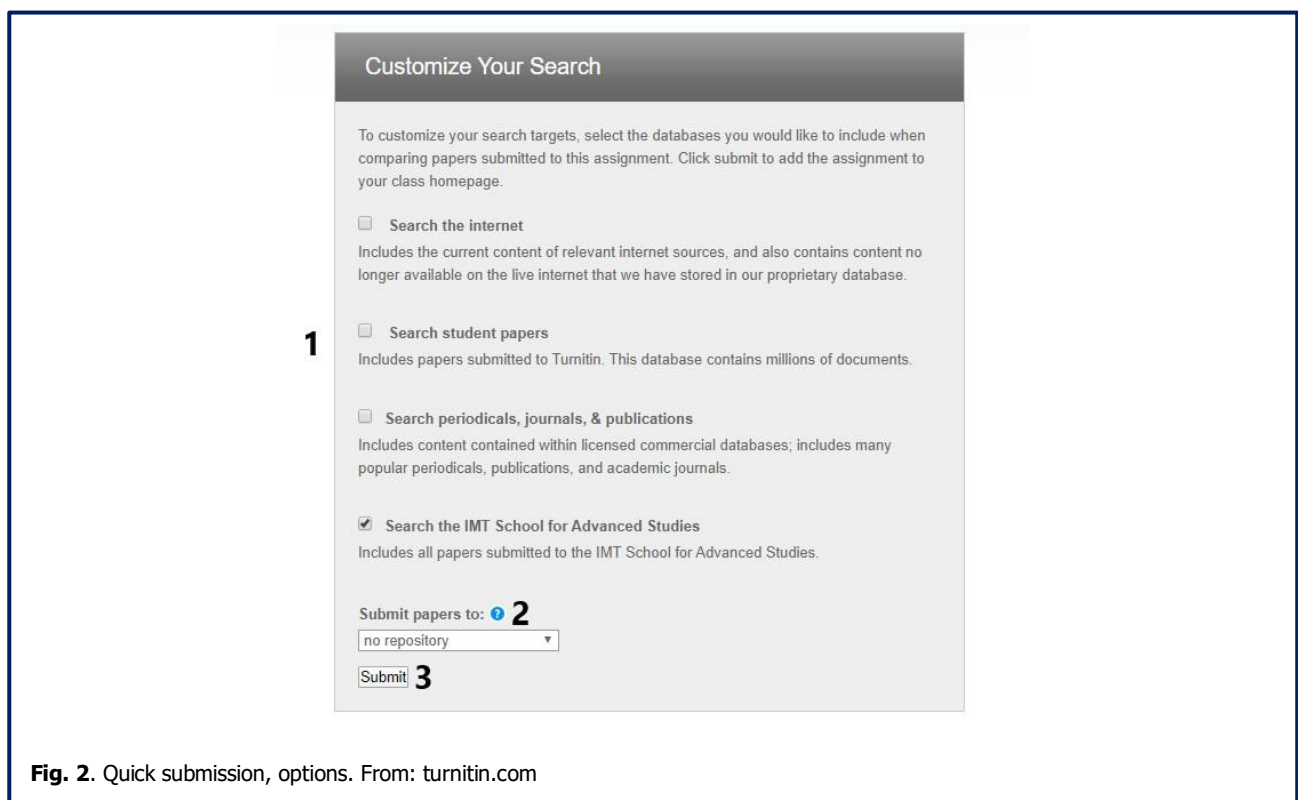 Customize Your Search
To customize your search targets, select the databases you would like to include when
comparing papers submitted to this assignment. Click submit to add the assignment to
your class homepage.
Search the internet
Includes the current content of relevant internet sources, and also contains content no
longer available on the live internet that we have stored in our proprietary database.
1
Search student papers
Includes papers submitted to Turnitin. This database contains millions of documents.
Search periodicals, journals, & publications
Includes content contained within licensed commercial databases; includes many
popular periodicals, publications, and academic journals.
Search the IMT School for Advanced Studies
Includes all papers submitted to the IMT School for Advanced Studies.
Submit papers to: ? 2
no repository
Submit 3
Fig. 2. Quick submission, options. From: turnitin.com